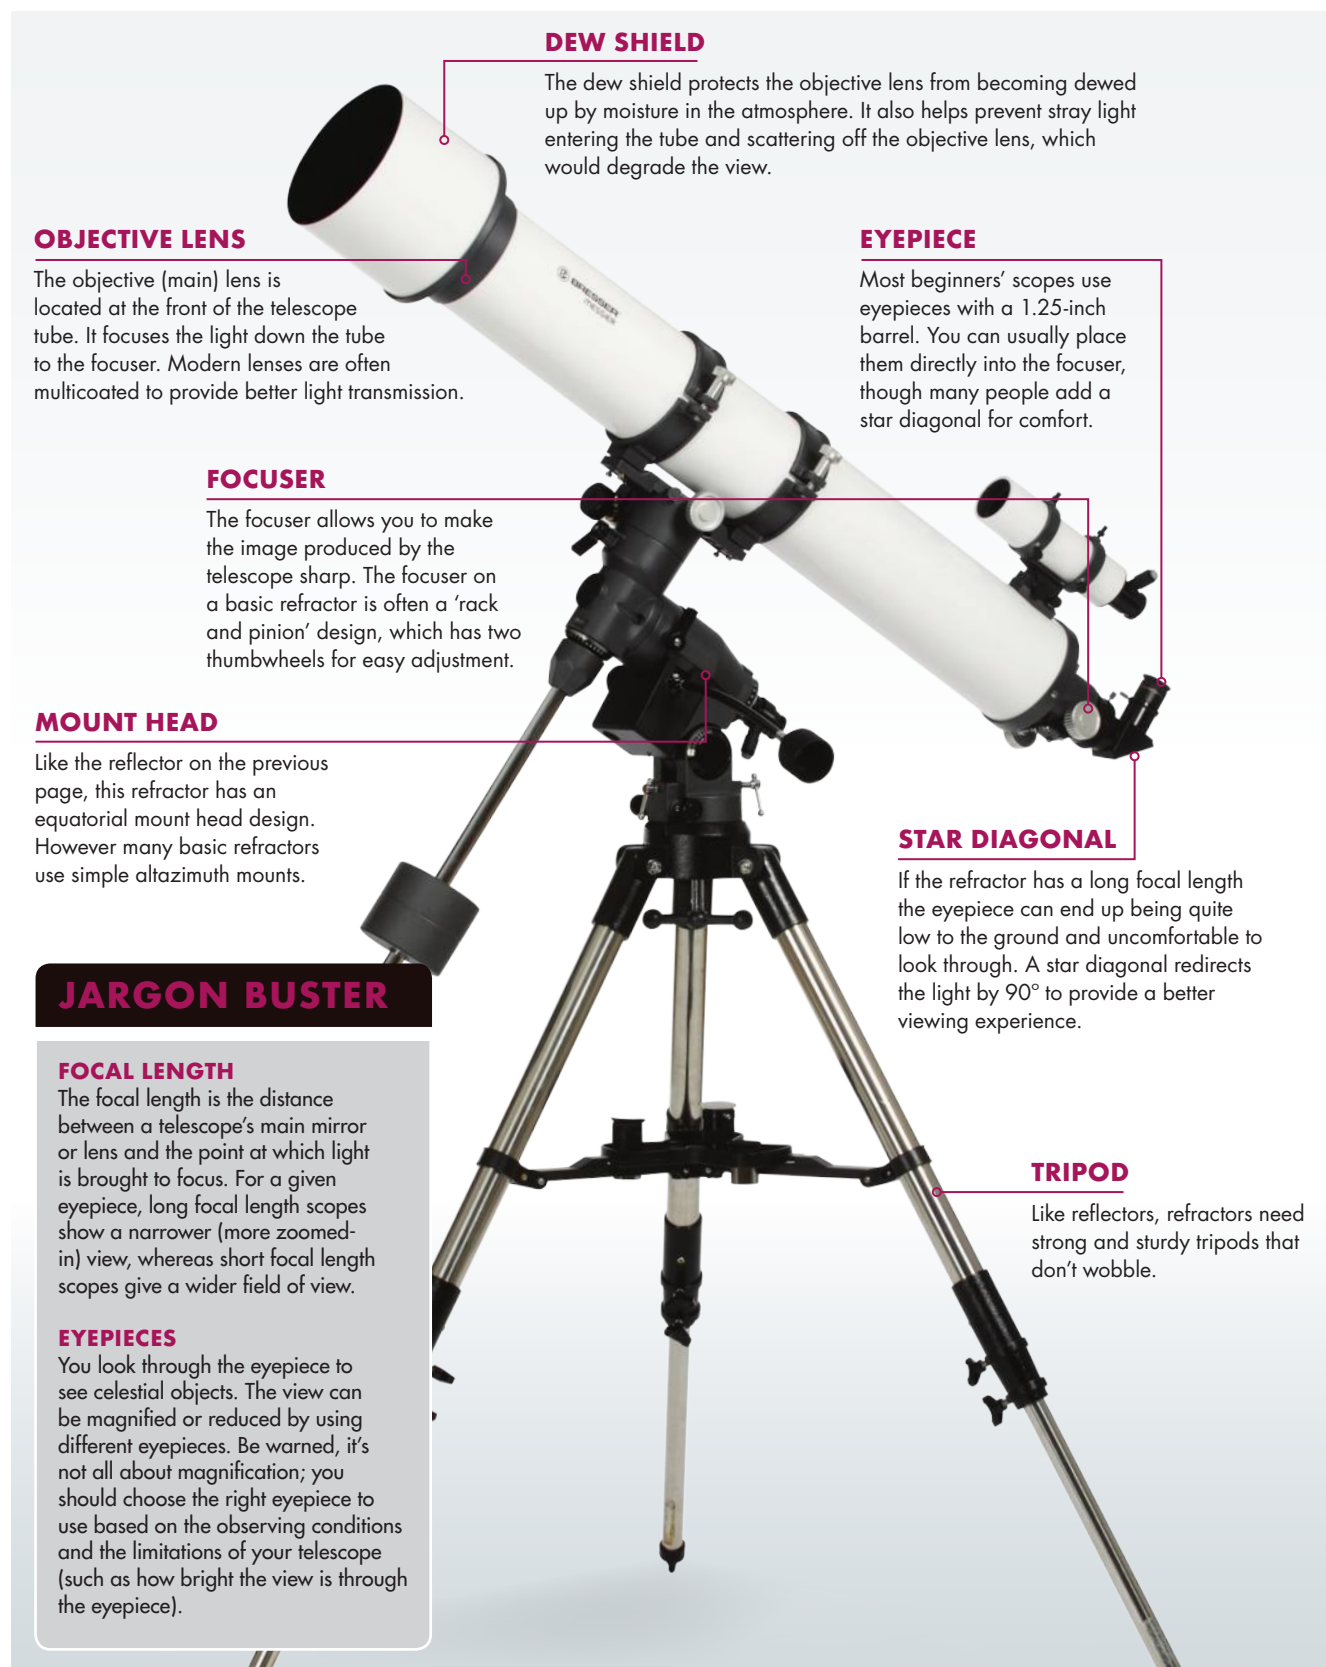 DEW SHIELD
The dew shield protects the objective lens from becoming dewed
up by moisture in the atmosphere. It also helps prevent stray light
entering the tube and scattering off the objective lens, which
would degrade the view.
OBJECTIVE LENS
The objective (main) lens is
located at the front of the telescope
tube. It focuses the light down the tube
to the focuser. Modern lenses are often
multicoated to provide better light transmission.
BRESSER
MESSIER
EYEPIECE
Most beginners’ scopes use
eyepieces with a 1.25-inch
barrel. You can usually place
them directly into the focuser,
though many people add a
star diagonal for comfort.
FOCUSER
The focuser allows you to make
the image produced by the
telescope sharp. The focuser on
a basic refractor is often a ‘rack
and pinion’ design, which has two
thumbwheels for easy adjustment.
MOUNT HEAD
Like the reflector on the previous
page, this refractor has an
equatorial mount head design.
However many basic refractors
use simple altazimuth mounts.
STAR DIAGONAL
If the refractor has a long focal length
the eyepiece can end up being quite
low to the ground and uncomfortable to
look through. A star diagonal redirects
the light by 90° to provide a better
viewing experience.
JARGON BUSTER
FOCAL LENGTH
The focal length is the distance
between a telescope’s main mirror
or lens and the point at which light
is brought to focus. For a given
eyepiece, long focal length scopes
show a narrower (more zoomed-
in) view, whereas short focal length
scopes give a wider field of view.
EYEPIECES
You look through the eyepiece to
see celestial objects. The view can
be magnified or reduced by using
different eyepieces. Be warned, it’s
not all about magnification; you
should choose the right eyepiece to
use based on the observing conditions
and the limitations of your telescope
(such as how bright the view is through
the eyepiece).
TRIPOD
Like reflectors, refractors need
strong and sturdy tripods that
don’t wobble.